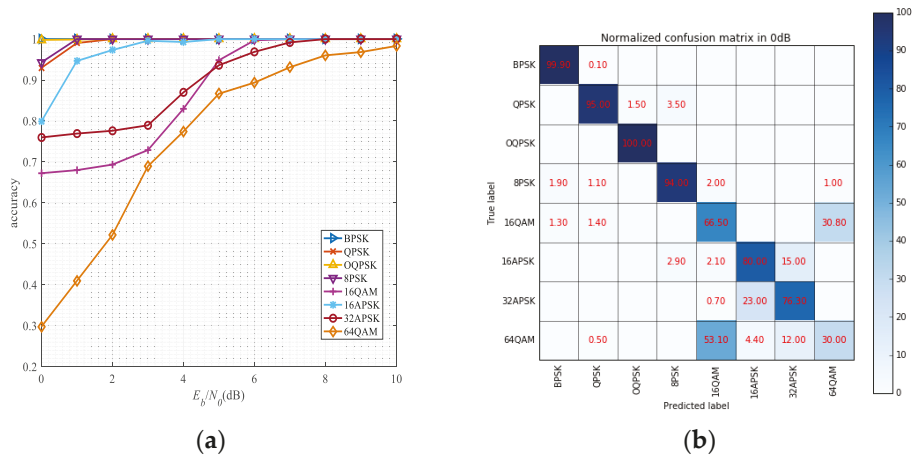 1
0.9
0.8
0.7
0.6
0.5
0.4
0.3
0.2
accuracy
0 2 4 6 8 10
E_b/N_0(dB)
BPSK
QPSK
OQPSK
8PSK
16QAM
16APSK
32APSK
64QAM
(a)
Normalized confusion matrix in 0dB
True label
BPSK 99.90 0.10
QPSK 95.00 1.50 3.50
OQPSK 100.00
8PSK 1.90 1.10 94.00 2.00 1.00
16QAM 1.30 1.40 66.50 30.80
16APSK 2.90 2.10 80.00 15.00
32APSK 0.70 23.00 76.30
64QAM 0.50 53.10 4.40 12.00 30.00
BPSK QPSK OQPSK 8PSK 16QAM 16APSK 32APSK 64QAM
Predicted label
100
90
80
70
60
50
40
30
20
10
0
(b)